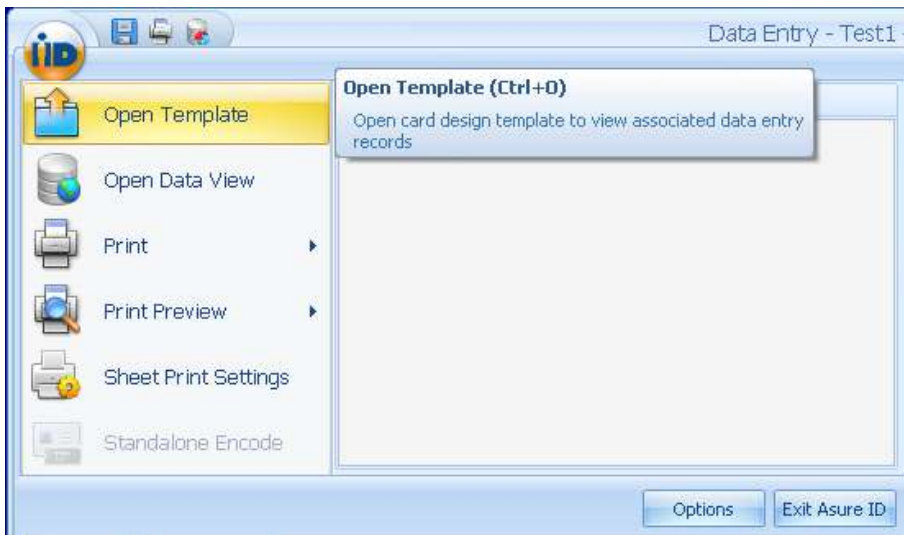 iID
Data Entry - Test1 -
Open Template
Open Template (Ctrl+O)
Open card design template to view associated data entry
records
Open Data View
Print
Print Preview
Sheet Print Settings
Standalone Encode
Options
Exit Asure ID